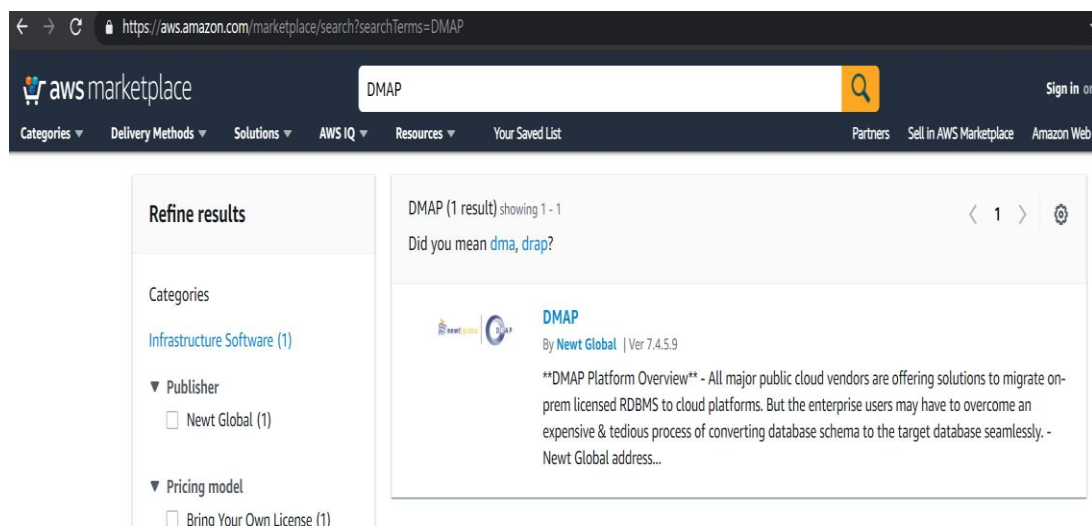 https://aws.amazon.com/marketplace/search?searchTerms=DMAP
aws marketplace
DMAP
Sign in or
Categories
Delivery Methods
Solutions
AWS IQ
Resources
Your Saved List
Partners
Sell in AWS Marketplace
Amazon Web
Refine results
Categories
Infrastructure Software (1)
Publisher
Newt Global (1)
Pricing model
Bring Your Own License (1)
DMAP (1 result) showing 1 - 1
1
Did you mean dma, drap?
newtglobal
DMAP
By Newt Global | Ver 7.4.5.9
**DMAP Platform Overview** - All major public cloud vendors are offering solutions to migrate on-
prem licensed RDBMS to cloud platforms. But the enterprise users may have to overcome an
expensive & tedious process of converting database schema to the target database seamlessly. -
Newt Global address...